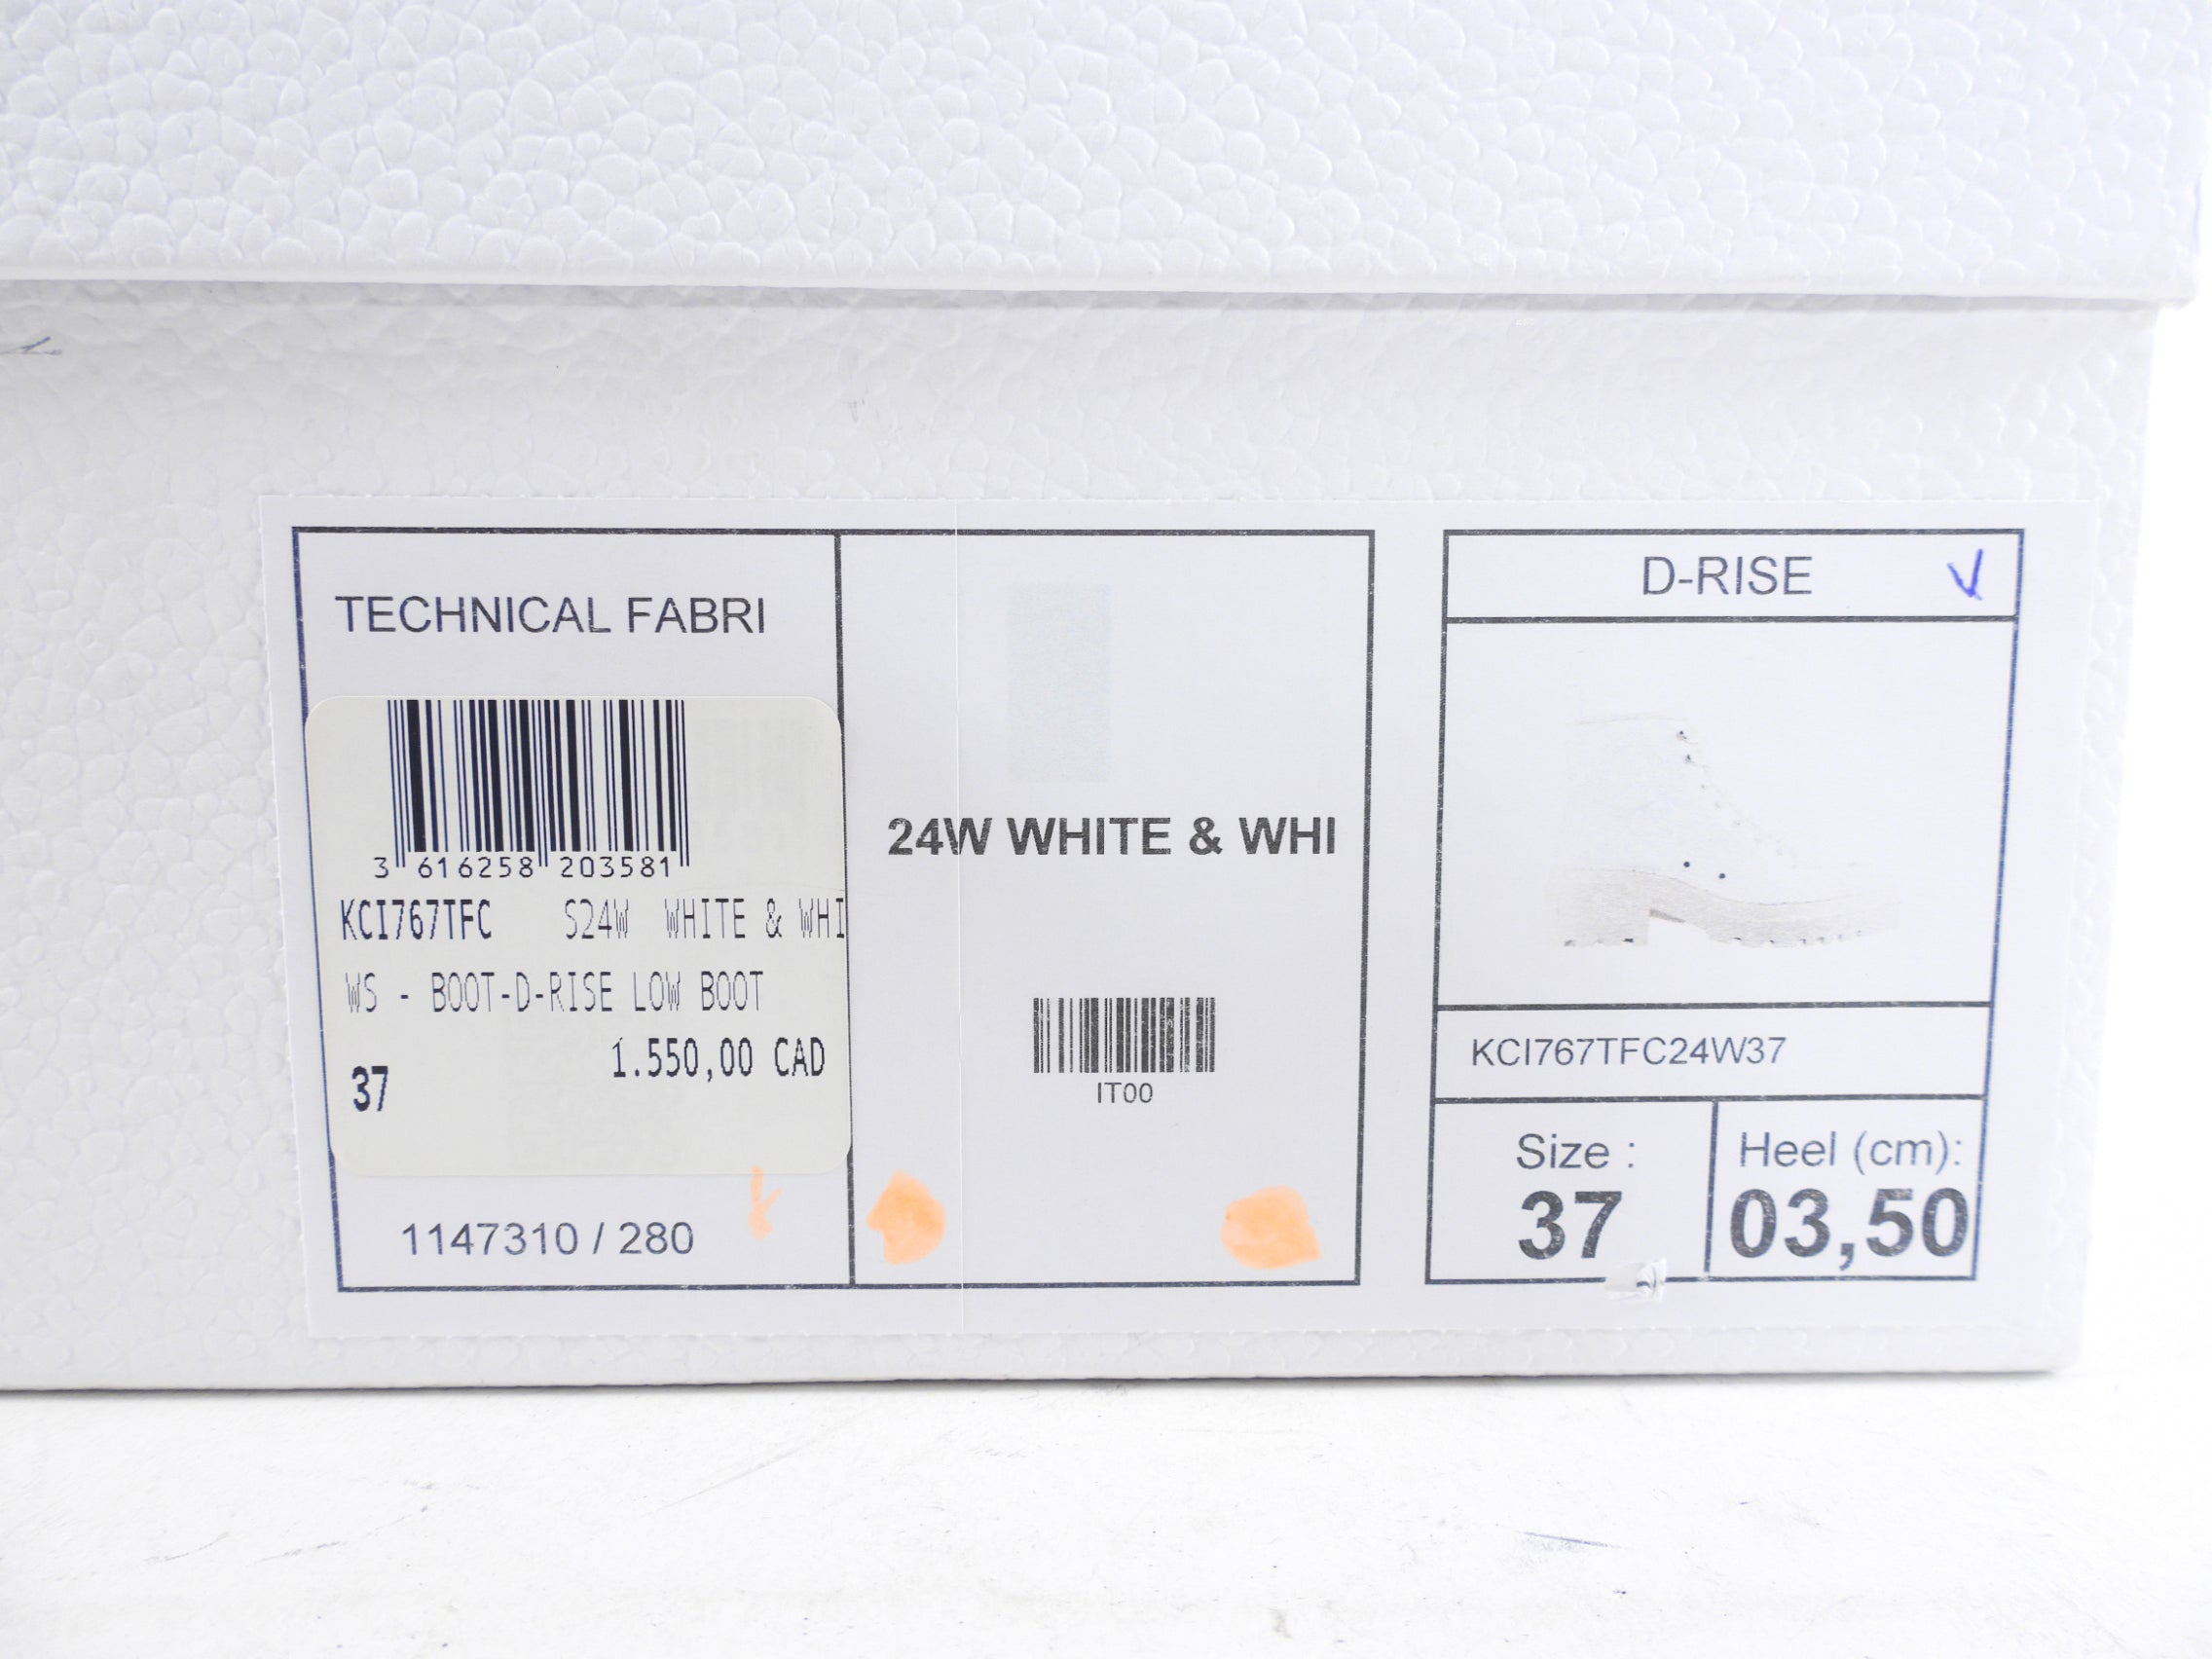 TECHNICAL FABRI
3 616258 203581
KCI767TFC S24W WHITE & WHI
WS - BOOT-D-RISE LOW BOOT
1.550,00 CAD
37
1147310 / 280
24W WHITE & WHI
IT00
D-RISE
KCI767TFC24W37
Size :
37
Heel (cm):
03,50